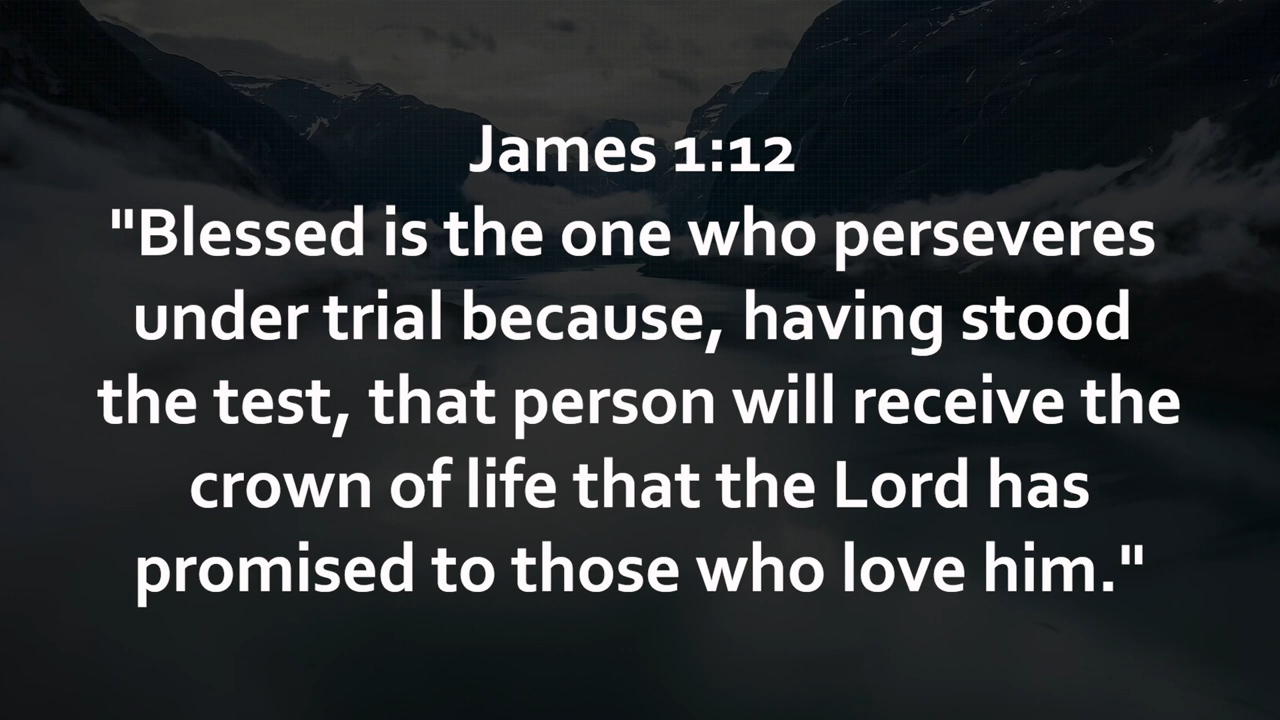 James 1:12
"Blessed is the one who perseveres
under trial because, having stood
the test, that person will receive the
crown of life that the Lord has
promised to those who love him."